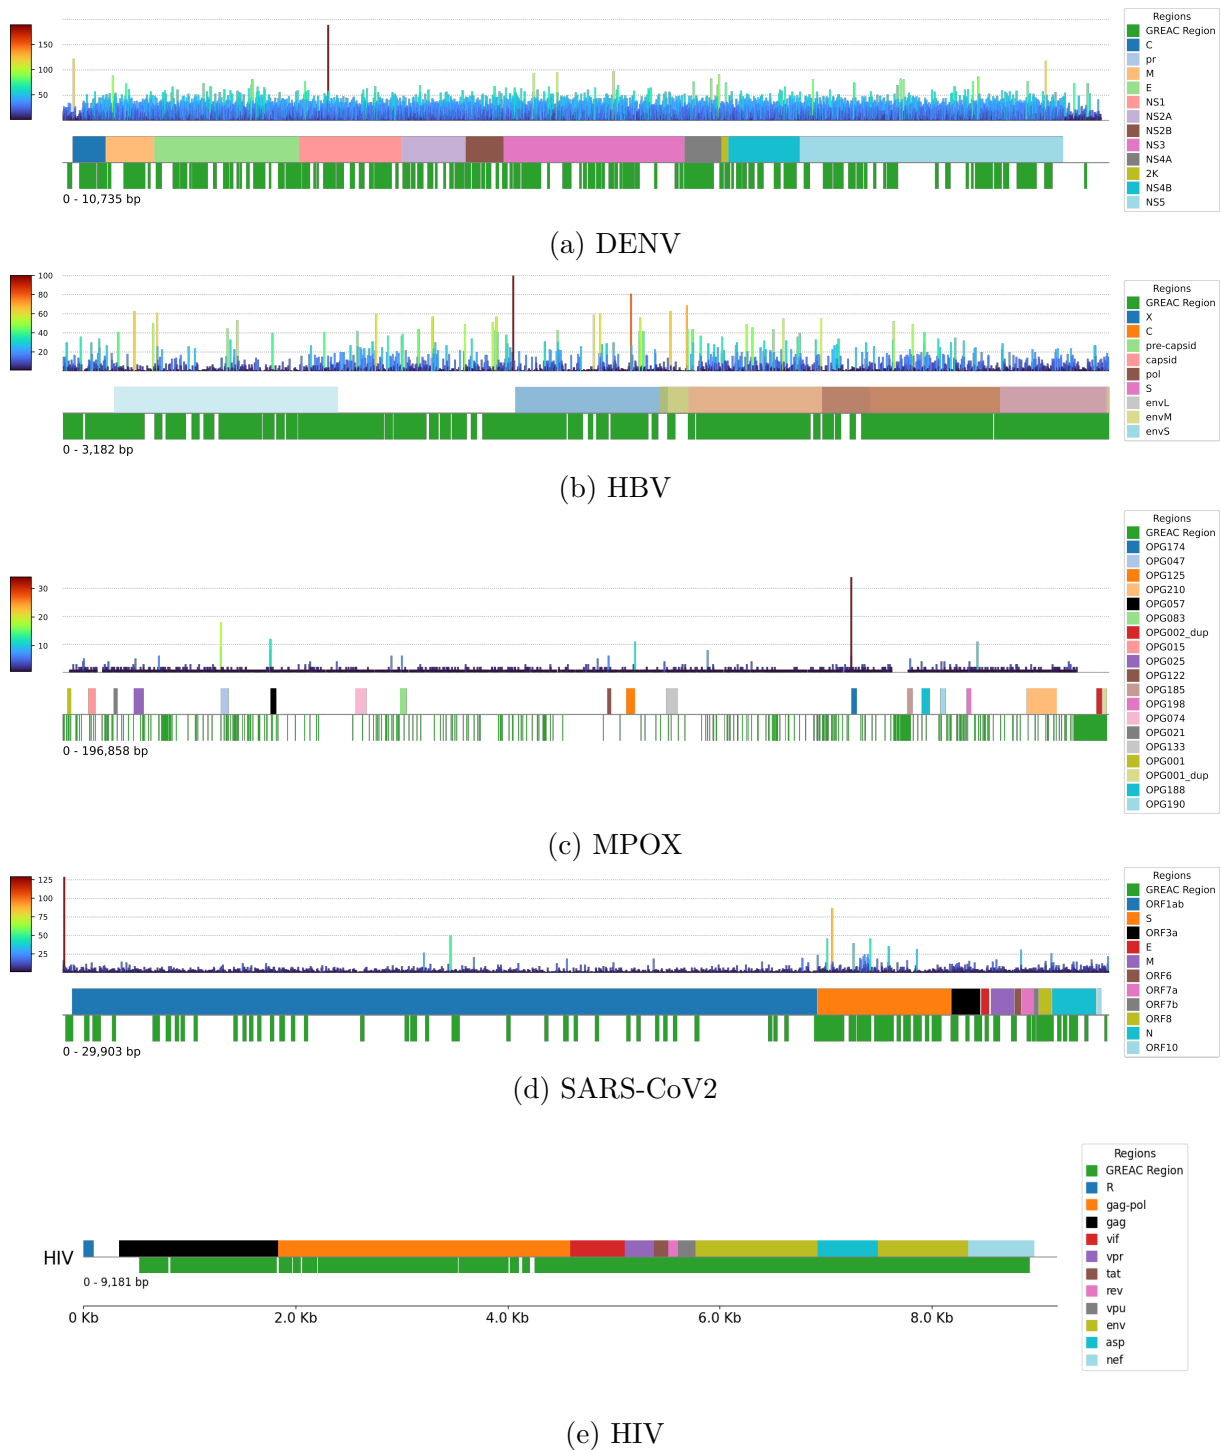 150
100
50
Regions
GREAC Region
C
pr
M
E
NS1
NS2A
NS2B
NS3
NS4A
2K
NS4B
NS5
0 - 10,735 bp
(a) DENV
100
80
60
40
20
Regions
GREAC Region
X
C
pre-capsid
capsid
pol
S
envL
envM
envS
0 - 3,182 bp
(b) HBV
30
20
10
Regions
GREAC Region
OPG174
OPG047
OPG125
OPG210
OPG057
OPG083
OPG002_dup
OPG015
OPG025
OPG122
OPG185
OPG198
OPG074
OPG021
OPG133
OPG001
OPG001_dup
OPG188
OPG190
0 - 196,858 bp
(c) MPOX
125
100
75
50
25
Regions
GREAC Region
ORF1ab
S
ORF3a
E
M
ORF6
ORF7a
ORF7b
ORF8
N
ORF10
0 - 29,903 bp
(d) SARS-CoV2
Regions
GREAC Region
R
gag-pol
gag
vif
vpr
tat
rev
vpu
env
asp
nef
HIV
0 - 9,181 bp
0 Kb 2.0 Kb 4.0 Kb 6.0 Kb 8.0 Kb
(e) HIV